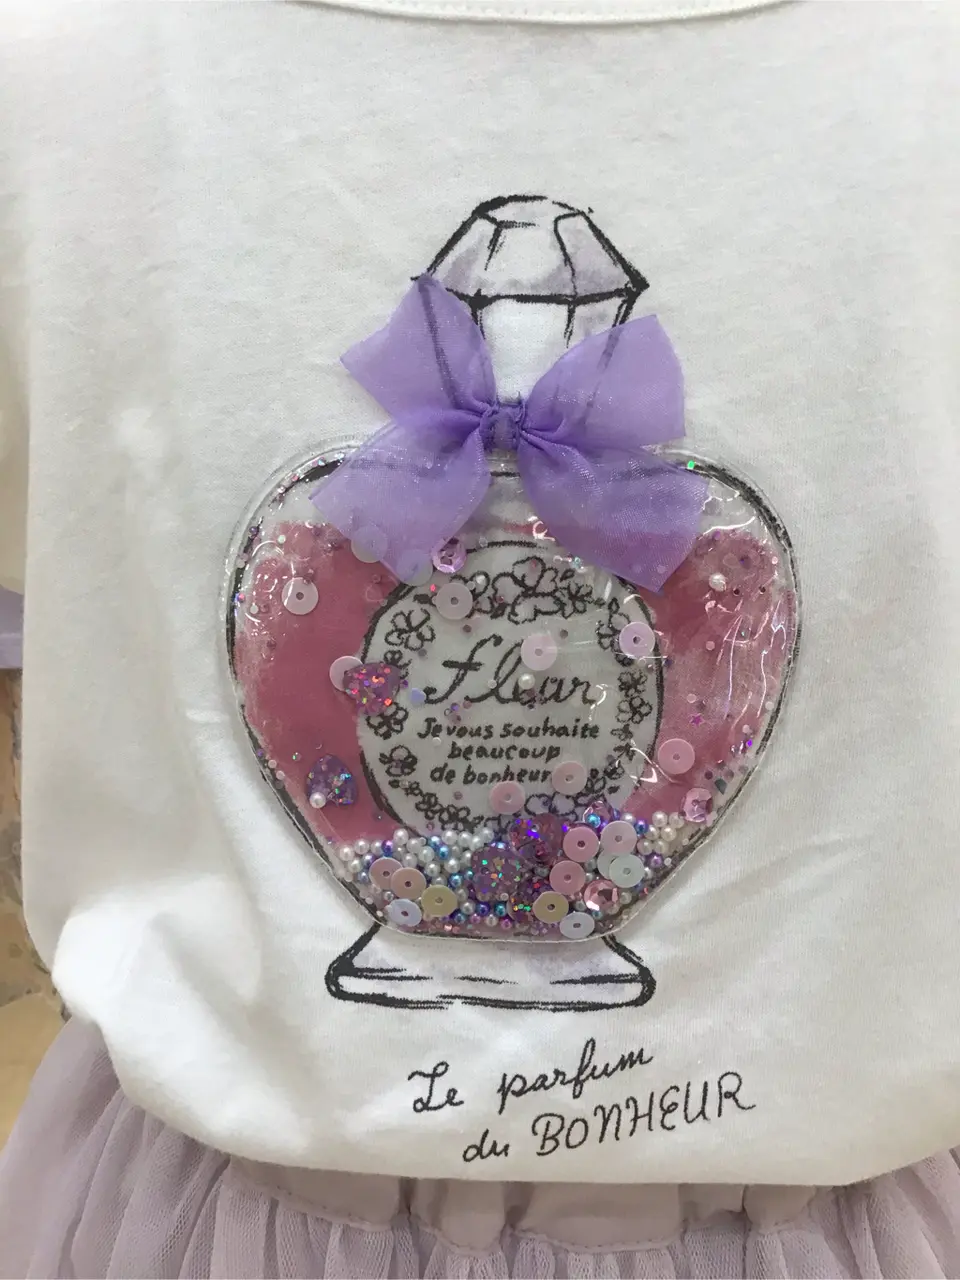 fleur
Je vous souhaite
beaucoup
de bonheur
Le parfum
du BONHEUR